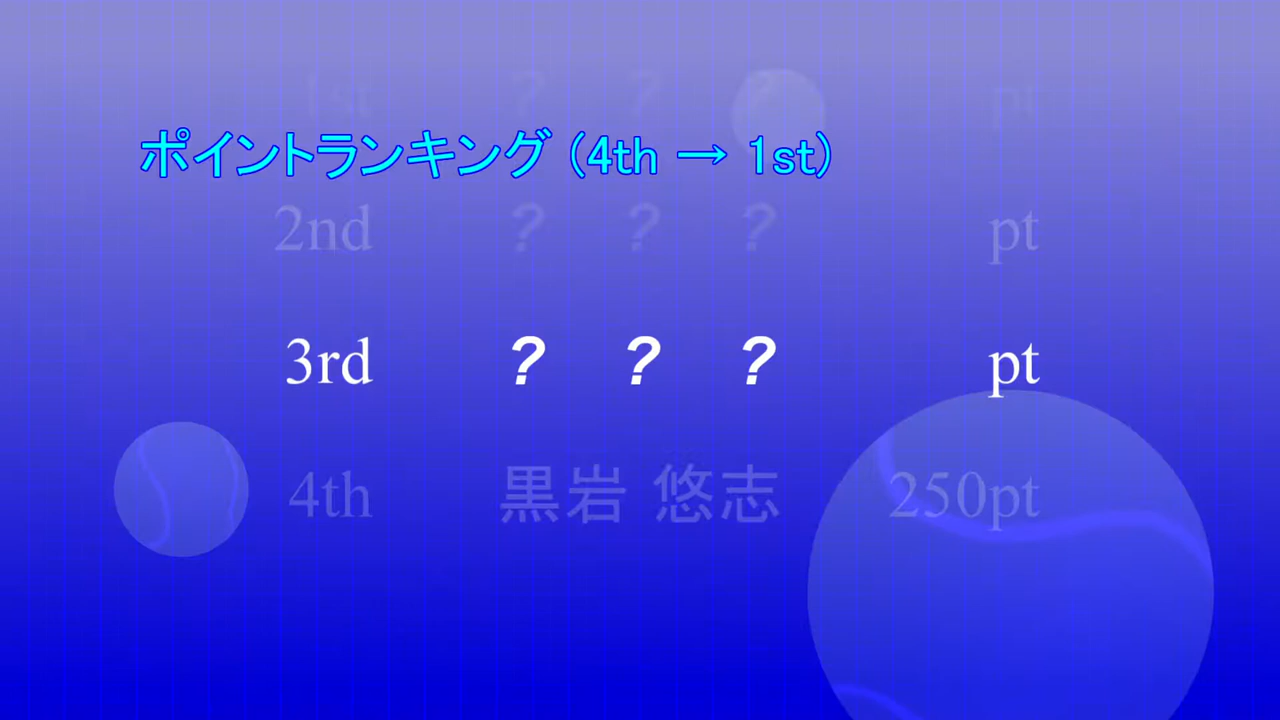 1st ? ? ? pt
ポイントランキング (4th → 1st)
2nd ? ? ? pt
3rd ? ? ? pt
4th 黒岩 悠志 250pt